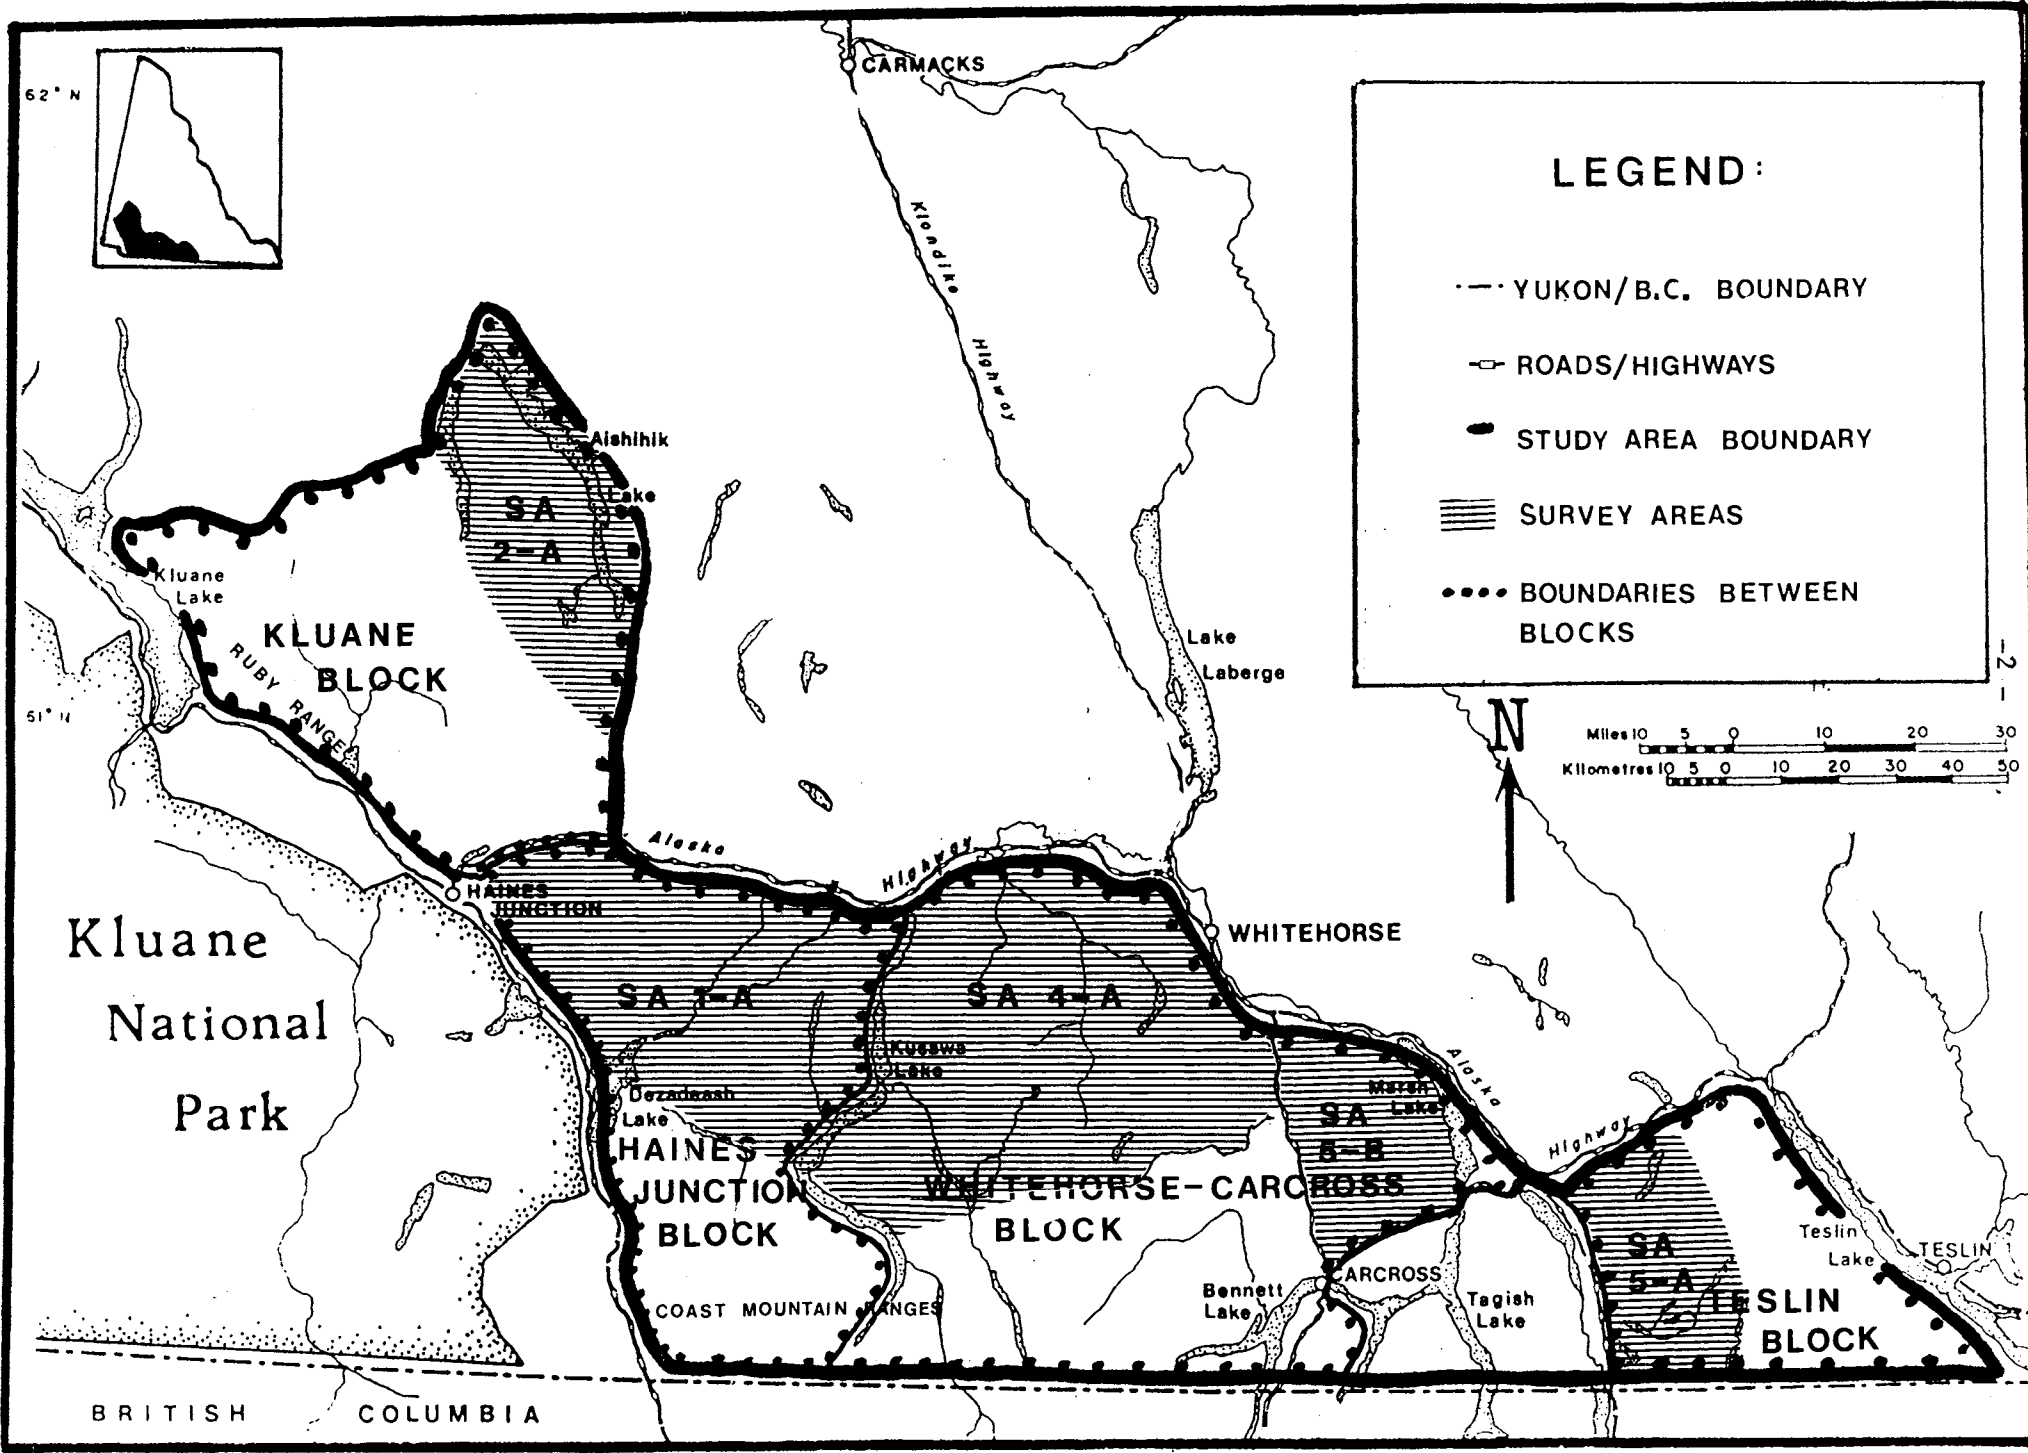 62° N
CARMACKS
LEGEND:
YUKON/B.C. BOUNDARY
ROADS/HIGHWAYS
STUDY AREA BOUNDARY
SURVEY AREAS
BOUNDARIES BETWEEN
BLOCKS
-2-
Klondike
Highway
Aishihik
Lake
SA
2-A
Kluane
Lake
KLUANE
BLOCK
RUBY RANGE
Lake
Laberge
61° N
N
Miles 10 5 0 10 20 30
Kilometres 10 5 0 10 20 30 40 50
Alaska
Highway
HAINES
JUNCTION
WHITEHORSE
Kluane
National
Park
SA 1-A
SA 4-A
Kusawa
Lake
Dezadeash
Lake
Marsh
Lake
Alaska
Highway
SA
HAINES
JUNCTION
BLOCK
WHITEHORSE-CARCROSS
BLOCK
SA
5-A
Teslin
Lake
TESLIN
TESLIN
BLOCK
COAST MOUNTAIN RANGES
Bennett
Lake
CARCROSS
Tagish
Lake
BRITISH COLUMBIA